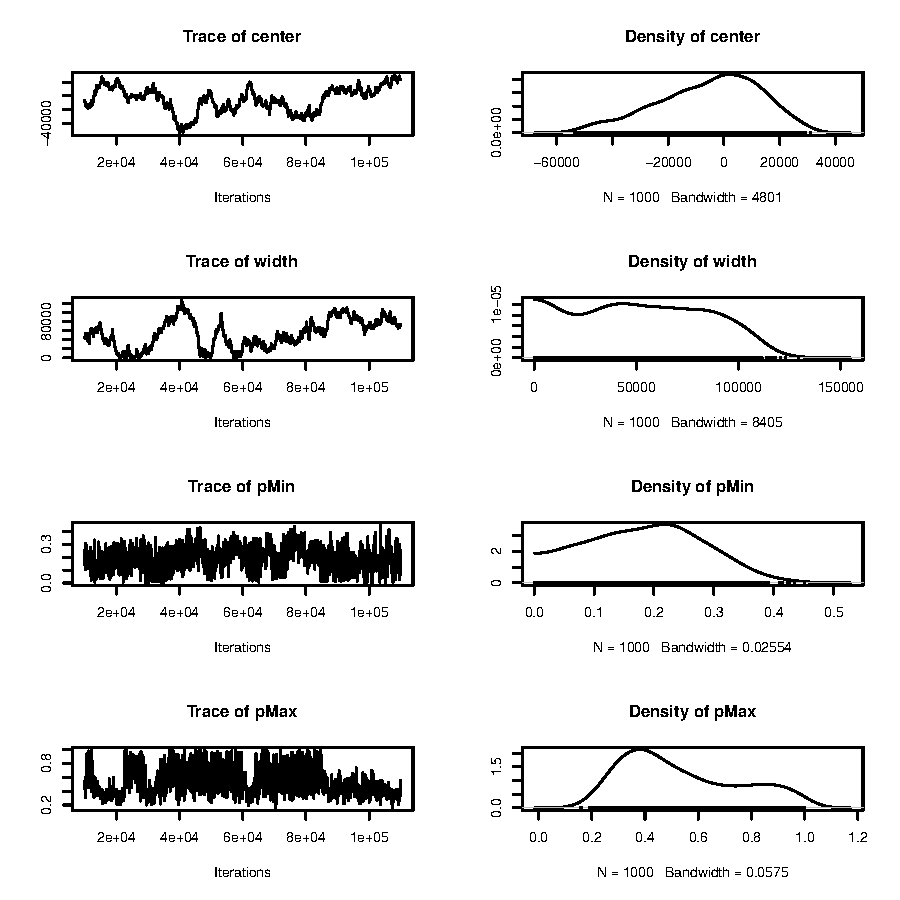 Trace of center
Density of center
−40000
2e+04 4e+04 6e+04 8e+04 1e+05
Iterations
0.0e+00
−60000 −20000 0 20000 40000
N = 1000 Bandwidth = 4801
Trace of width
Density of width
0 80000
2e+04 4e+04 6e+04 8e+04 1e+05
Iterations
0e+00 1e−05
0 50000 100000 150000
N = 1000 Bandwidth = 8405
Trace of pMin
Density of pMin
0.0 0.3
2e+04 4e+04 6e+04 8e+04 1e+05
Iterations
0 2
0.0 0.1 0.2 0.3 0.4 0.5
N = 1000 Bandwidth = 0.02554
Trace of pMax
Density of pMax
0.2 0.8
2e+04 4e+04 6e+04 8e+04 1e+05
Iterations
0.0 1.5
0.0 0.2 0.4 0.6 0.8 1.0 1.2
N = 1000 Bandwidth = 0.0575